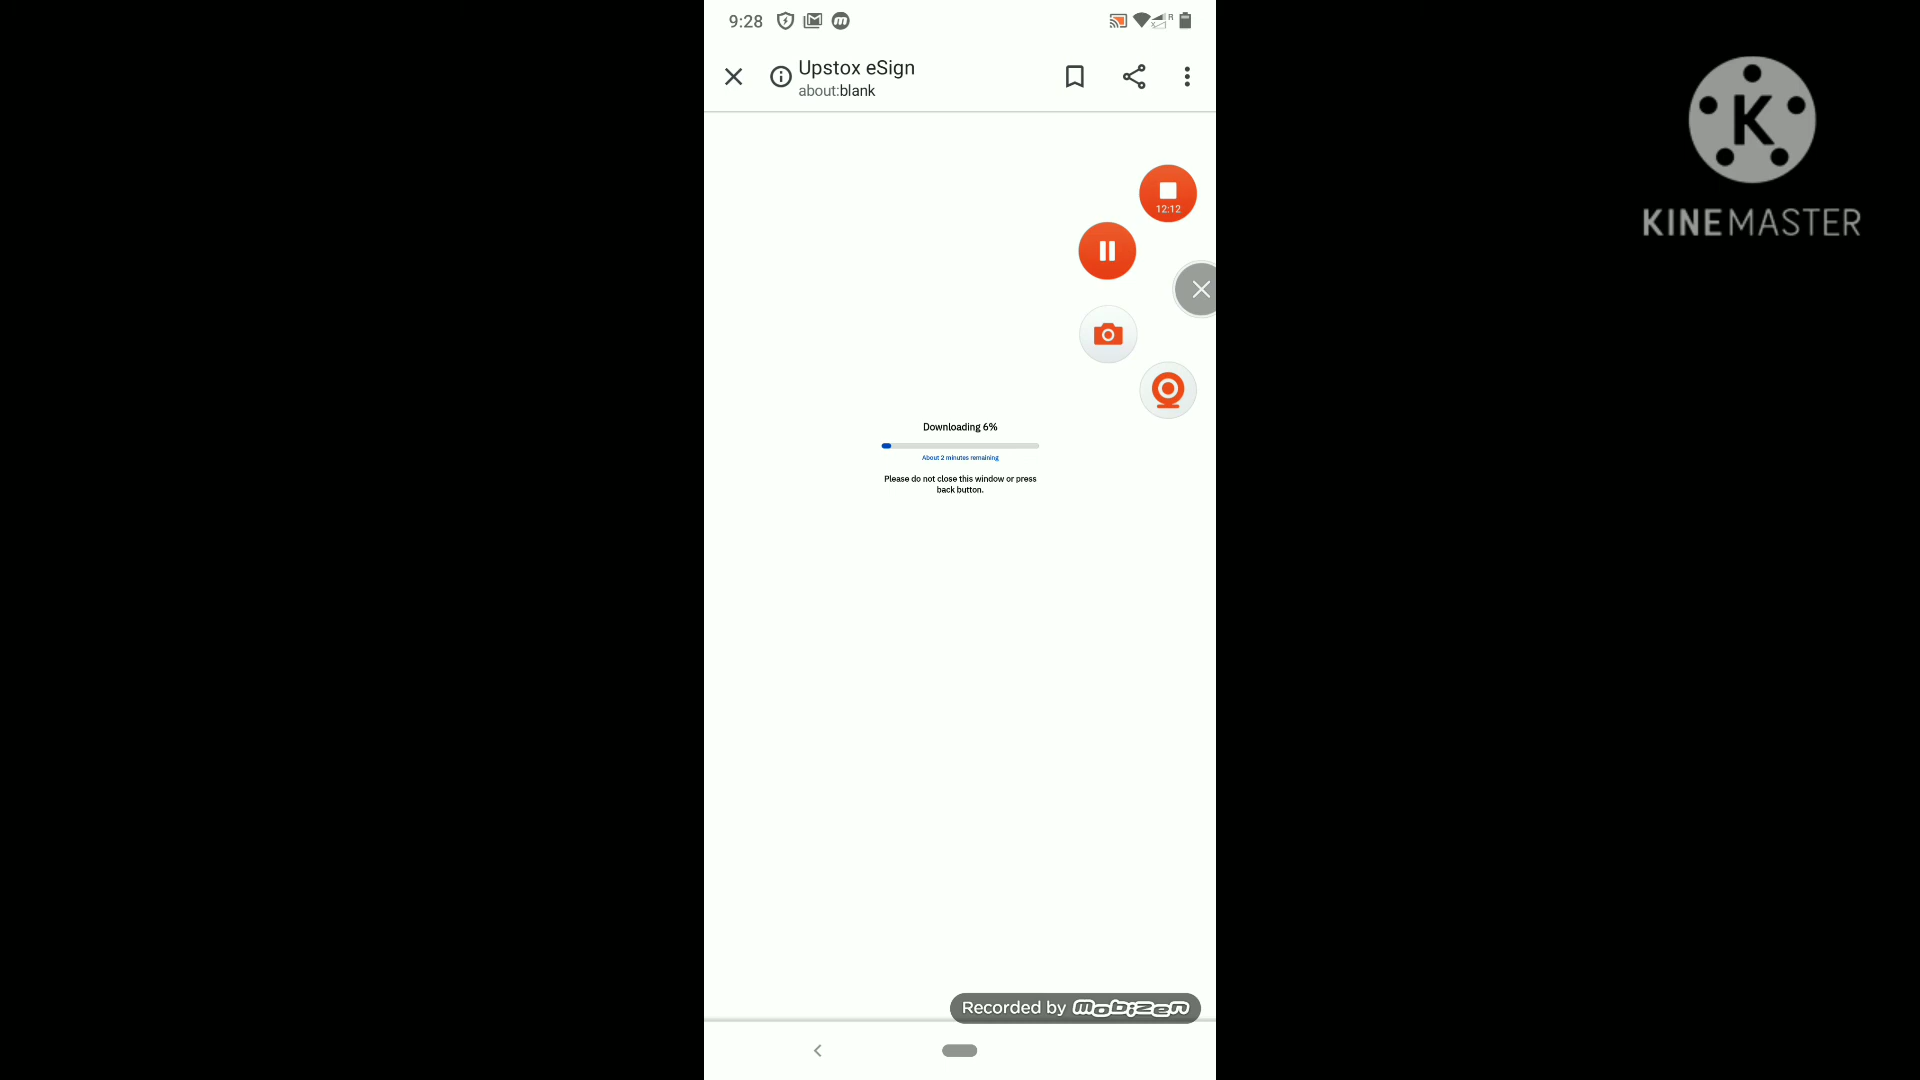 9:28
R
Upstox eSign
about:blank
12:12
K
KINEMASTER
Downloading 6%
About 2 minutes remaining
Please do not close this window or press
back button.
Recorded by mobizen